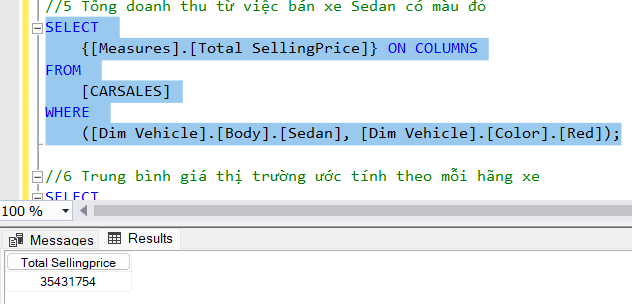 //5 Tổng doanh thu từ việc bán xe Sedan có màu đỏ
SELECT
{[Measures].[Total SellingPrice]} ON COLUMNS
FROM
[CARSALES]
WHERE
([Dim Vehicle].[Body].[Sedan], [Dim Vehicle].[Color].[Red]);
//6 Trung bình giá thị trường ước tính theo mỗi hãng xe
SELECT
100 %
Messages Results
Total Sellingprice
35431754